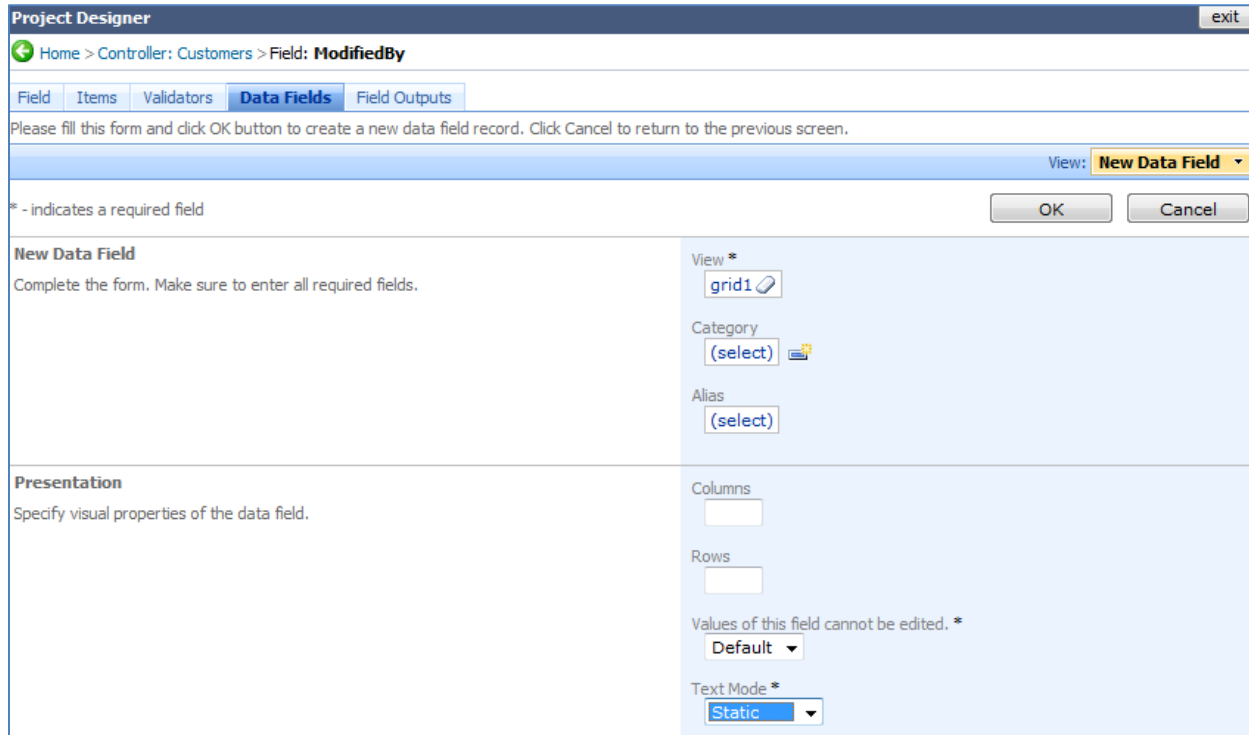 Project Designer
exit
Home > Controller: Customers > Field: ModifiedBy
Field Items Validators Data Fields Field Outputs
Please fill this form and click OK button to create a new data field record. Click Cancel to return to the previous screen.
View: New Data Field
* - indicates a required field
OK Cancel
New Data Field
Complete the form. Make sure to enter all required fields.
View *
grid1
Category
(select)
Alias
(select)
Presentation
Specify visual properties of the data field.
Columns
Rows
Values of this field cannot be edited. *
Default
Text Mode *
Static